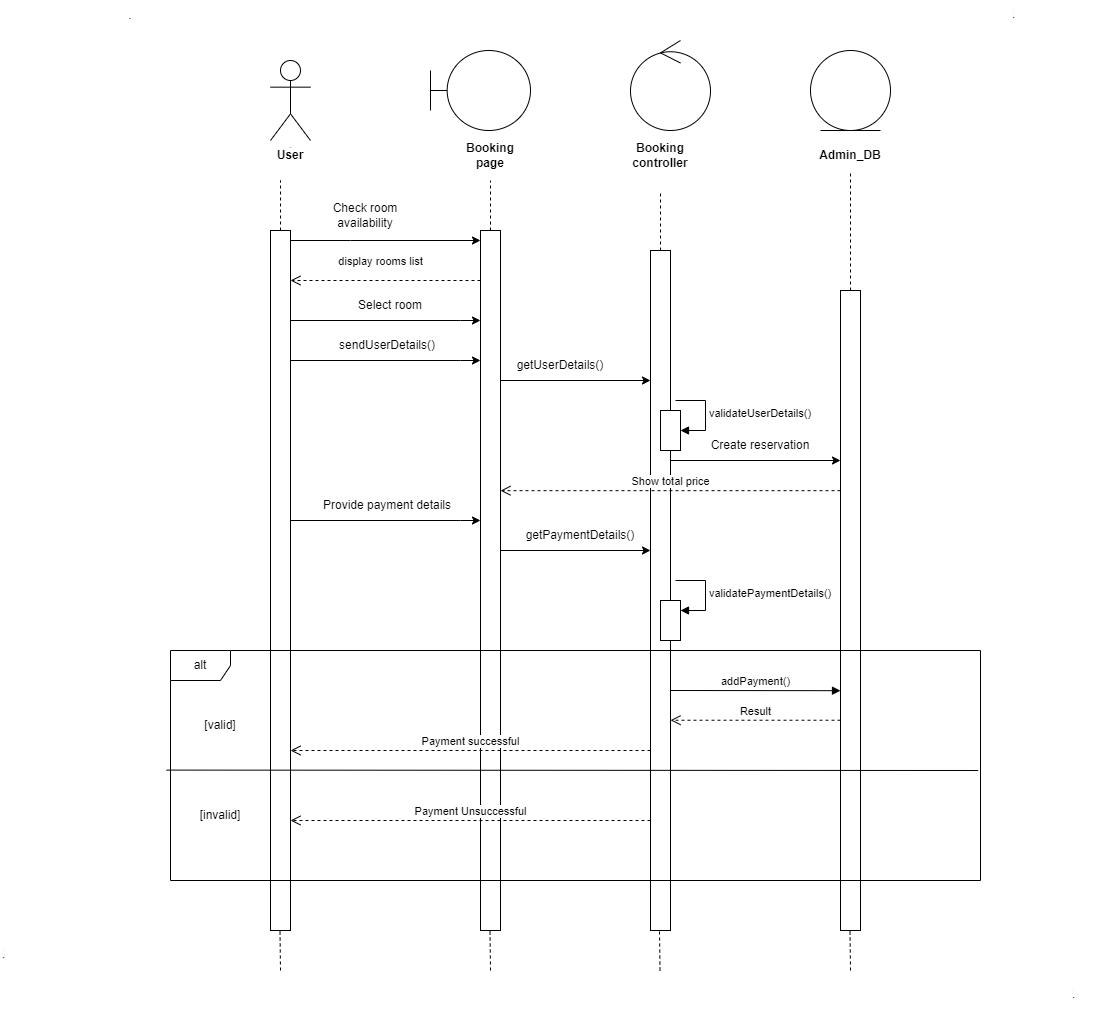 User
Booking
page
Booking
controller
Admin_DB
Check room
availability
display rooms list
Select room
sendUserDetails()
getUserDetails()
validateUserDetails()
Create reservation
Show total price
Provide payment details
getPaymentDetails()
validatePaymentDetails()
alt
addPayment()
Result
[valid]
Payment successful
[invalid]
Payment Unsuccessful